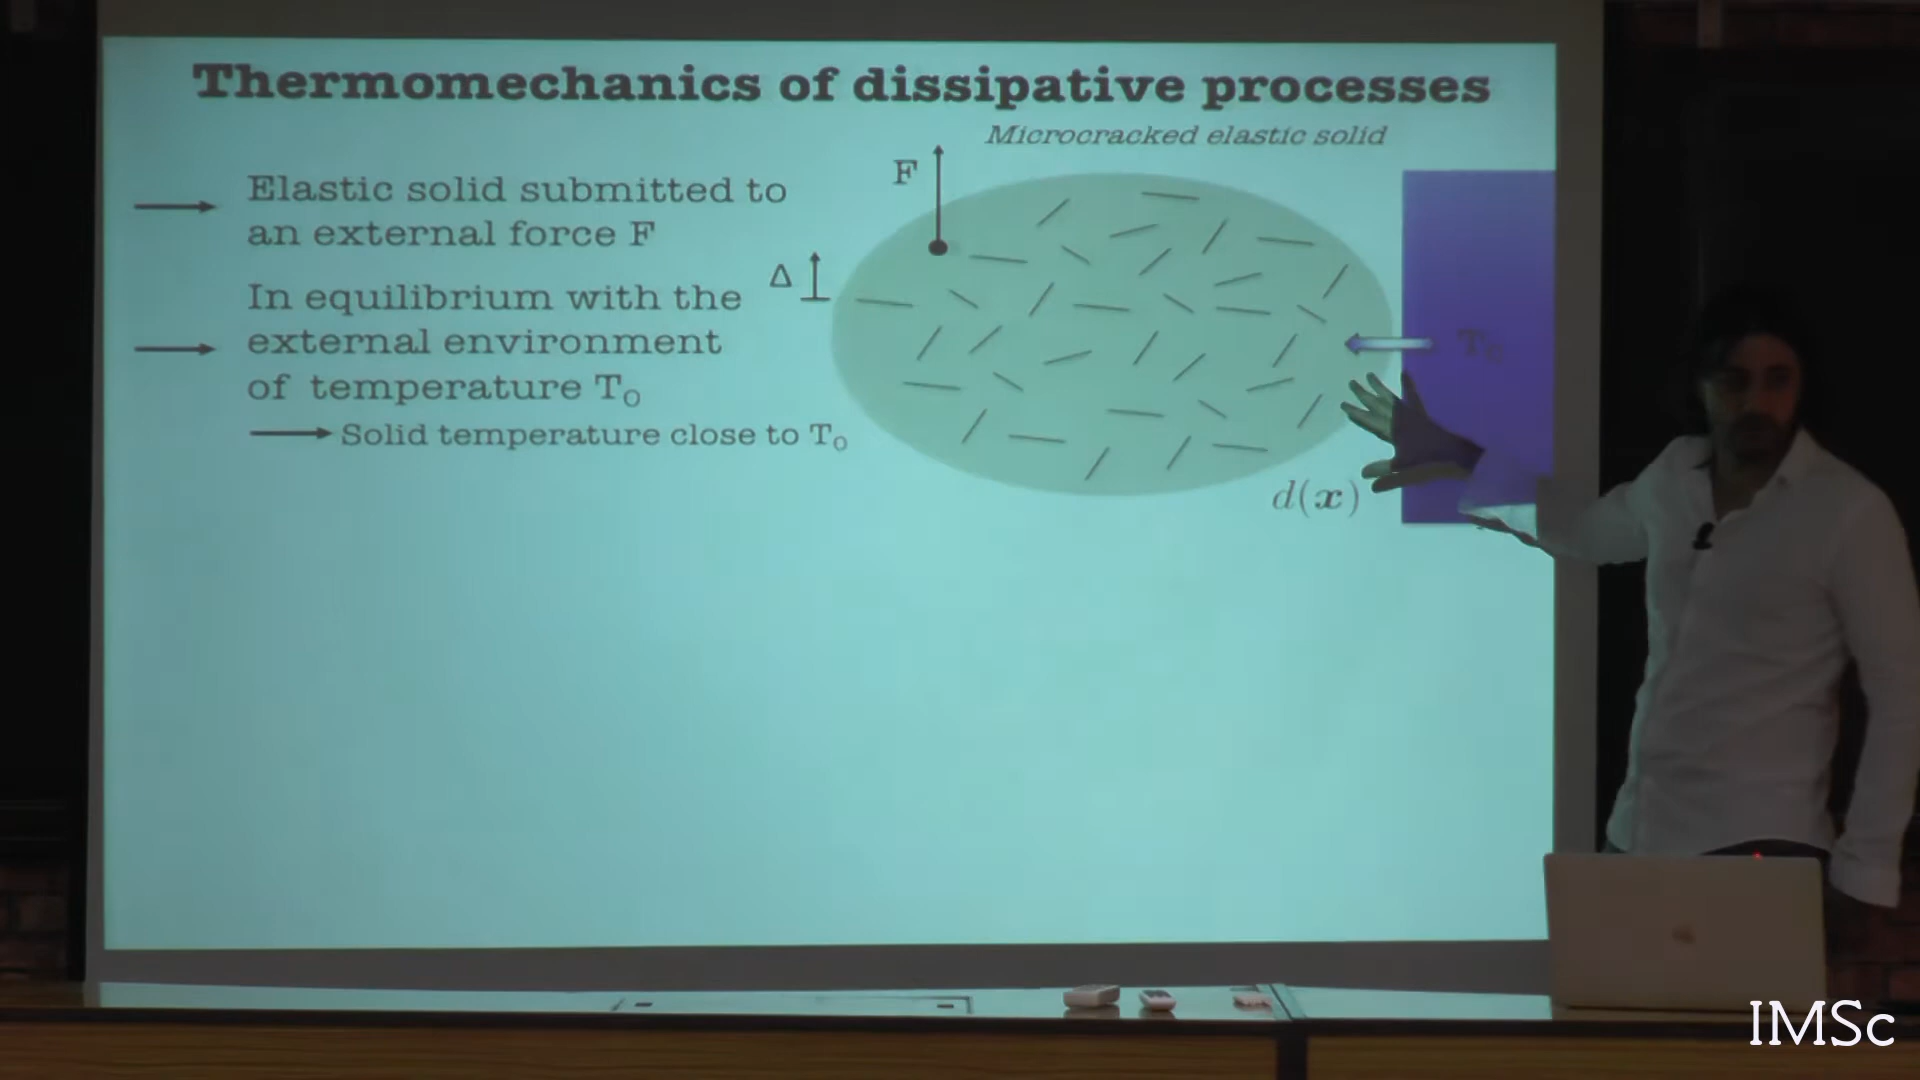 Thermomechanics of dissipative processes
Microcracked elastic solid
F
Elastic solid submitted to
an external force F
Δ
In equilibrium with the
external environment
of temperature T₀
T₀
Solid temperature close to T₀
d(x)
IMSc